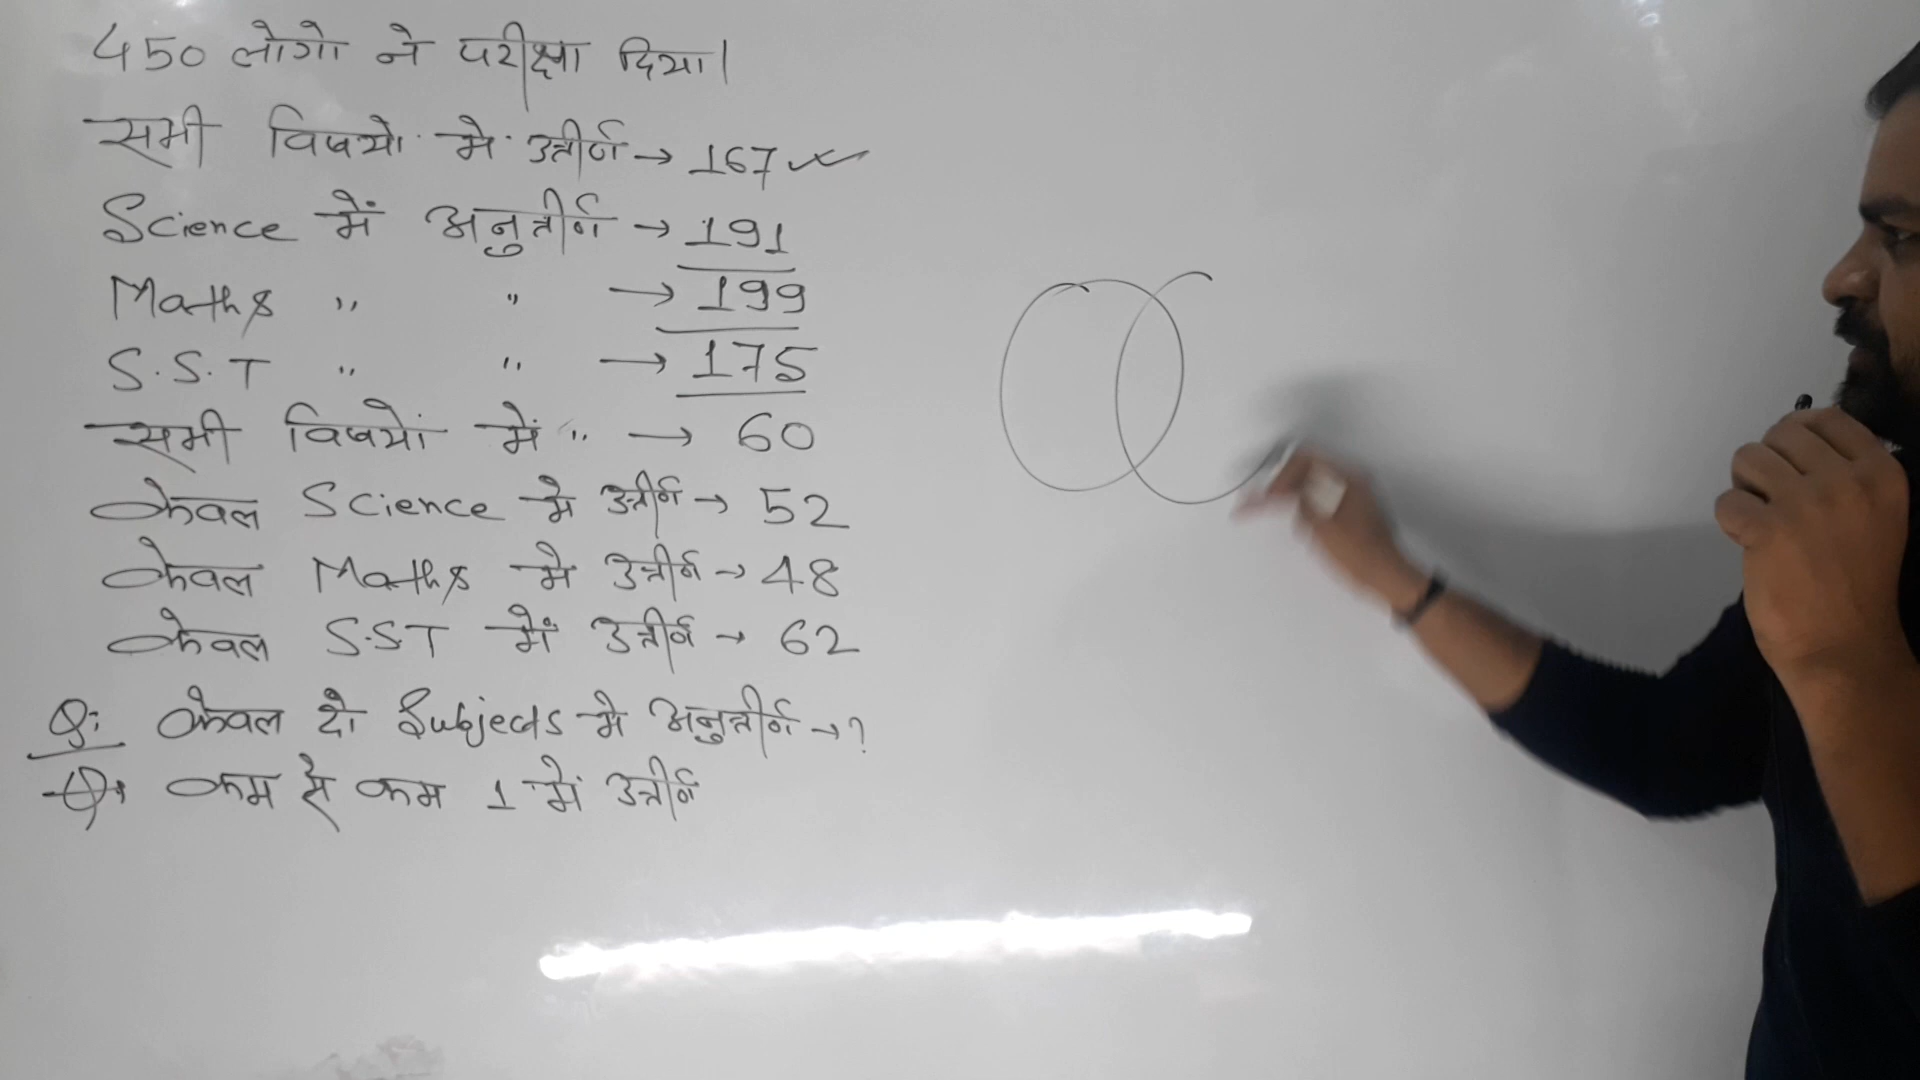 450 लोगो ने परीक्षा दिया।
सभी विषयो में उत्तीर्ण → 167 ✓
Science में अनुत्तीर्ण → 191
Maths " " → 199
S.S.T " " → 175
सभी विषयों में " → 60
केवल Science मे उत्तीर्ण → 52
केवल Maths मे उत्तीर्ण → 48
केवल S.S.T में उत्तीर्ण → 62
Q: केवल दो Subjects मे अनुत्तीर्ण → ?
Q→ कम से कम 1 में उत्तीर्ण